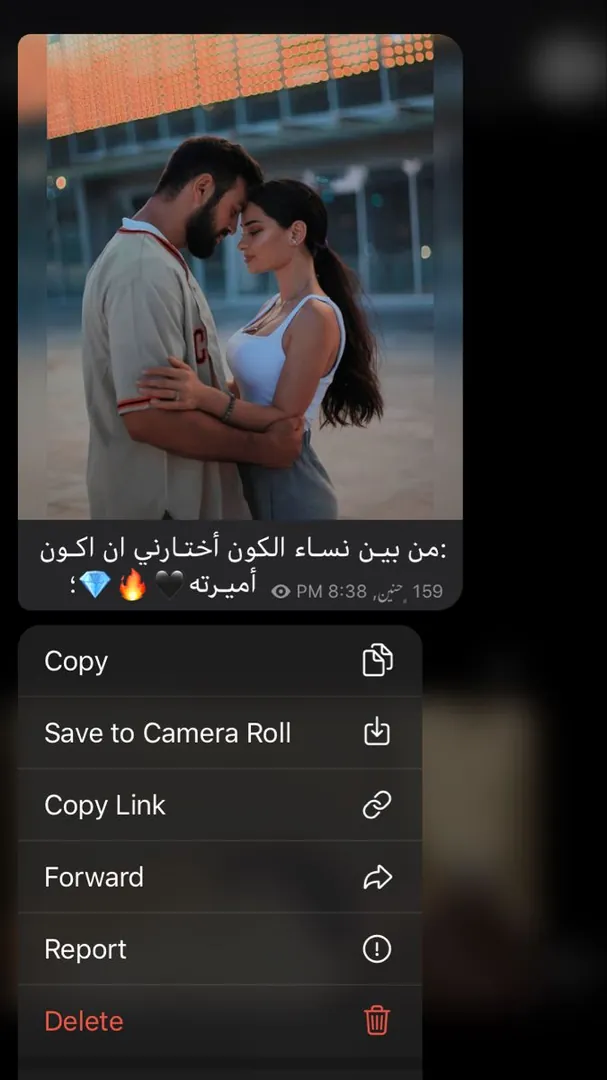 C
:من بيـن نسـاء الكون أختـارني ان اكـون
أميـرته🖤🔥💎؛
159 حنين, 8:38 PM
Copy
Save to Camera Roll
Copy Link
Forward
Report
Delete